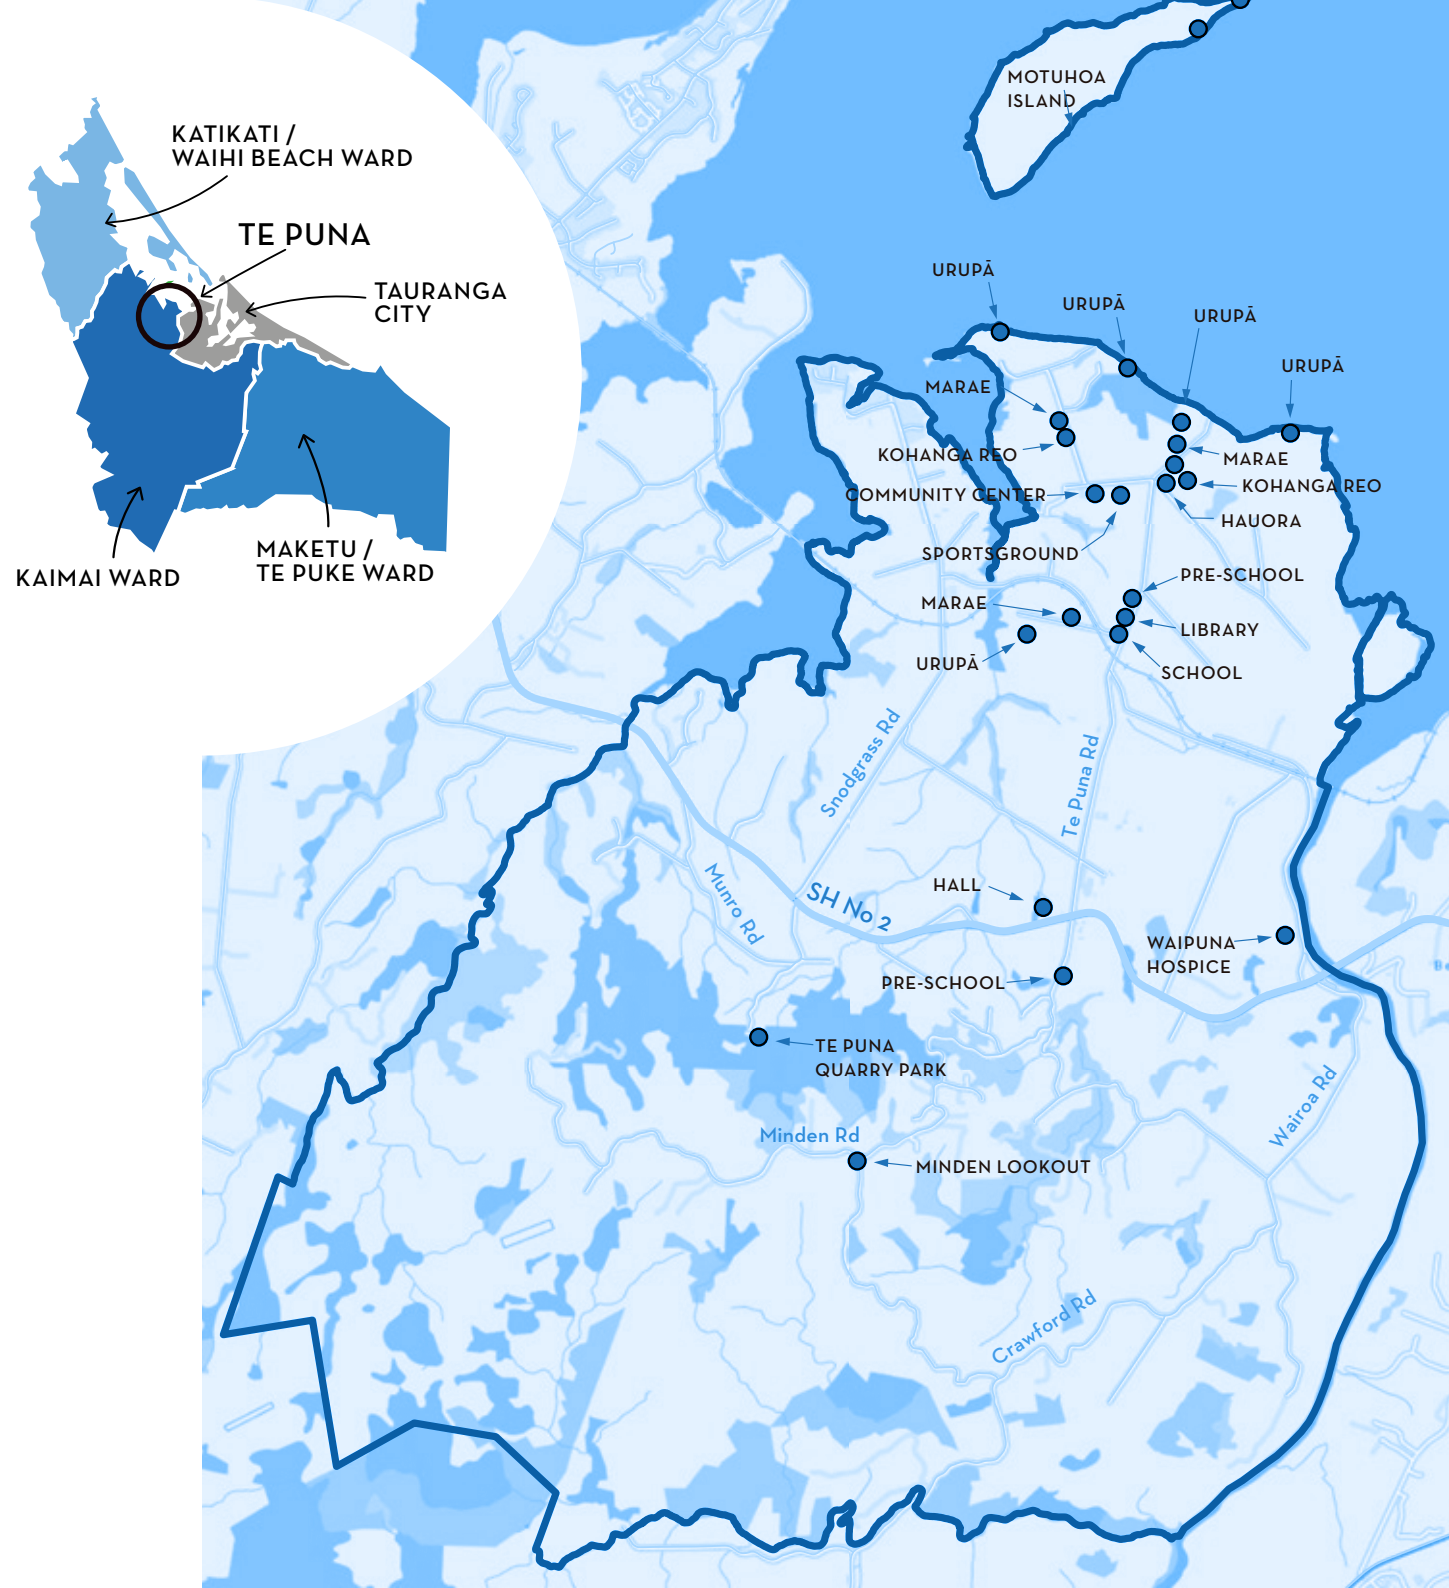 MOTUHOA
ISLAND
KATIKATI /
WAIHI BEACH WARD
TE PUNA
TAURANGA
CITY
KAIMAI WARD
MAKETU /
TE PUKE WARD
URUPĀ
URUPĀ
URUPĀ
URUPĀ
MARAE
KOHANGA REO
MARAE
COMMUNITY CENTER
KOHANGA REO
HAUORA
SPORTSGROUND
PRE-SCHOOL
MARAE
LIBRARY
URUPĀ
SCHOOL
Snodgrass Rd
Te Puna Rd
Munro Rd
SH No 2
HALL
WAIPUNA
HOSPICE
PRE-SCHOOL
TE PUNA
QUARRY PARK
Minden Rd
MINDEN LOOKOUT
Wairoa Rd
Crawford Rd